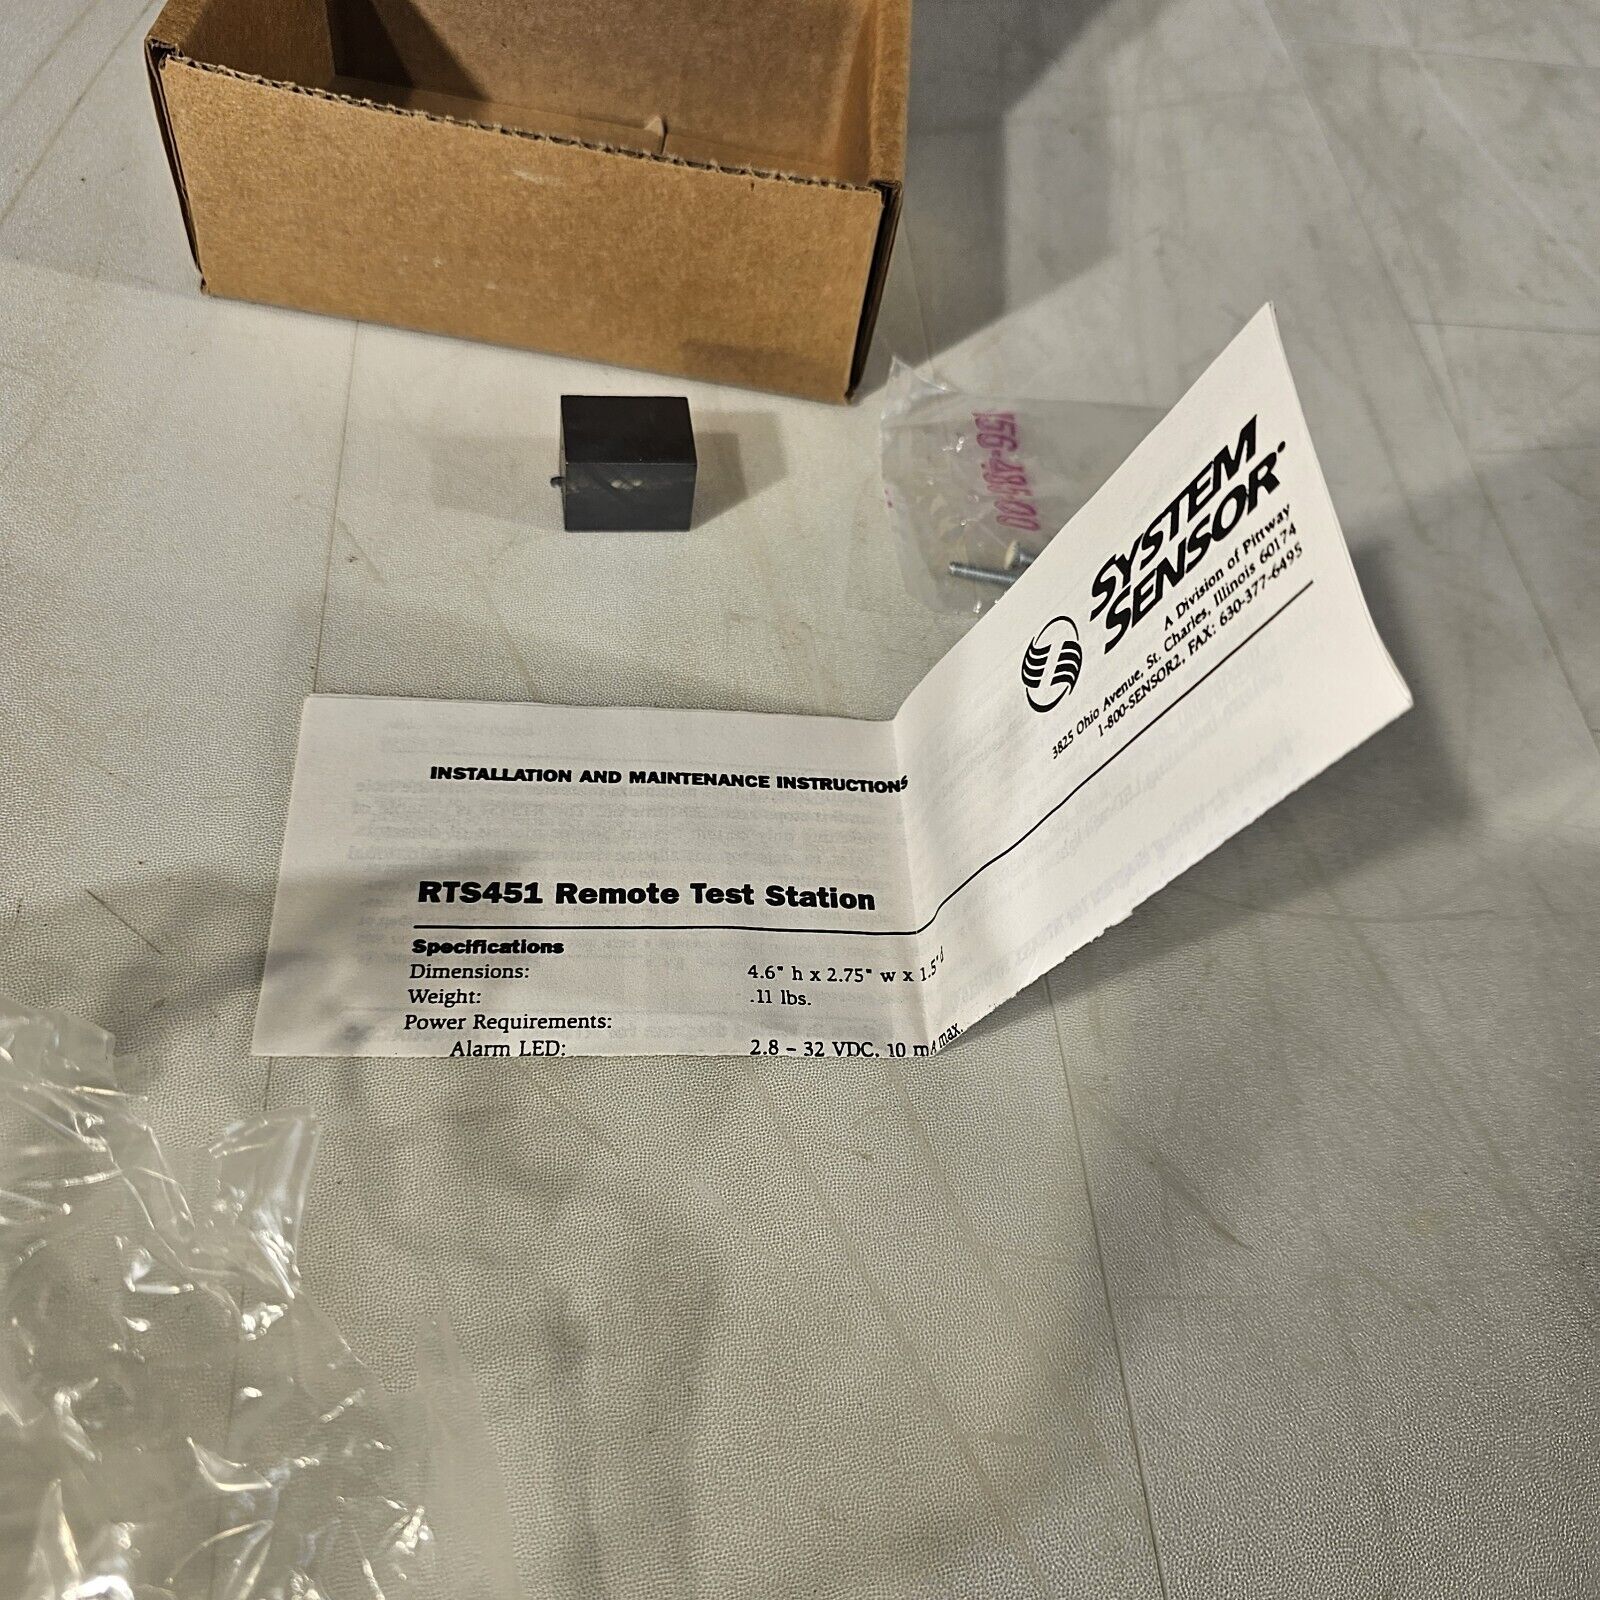 156-481-00
SYSTEM
SENSOR
A Division of Pittway
3825 Ohio Avenue, St. Charles, Illinois 60174
1-800-SENSOR2, FAX: 630-377-6495
INSTALLATION AND MAINTENANCE INSTRUCTIONS
RTS451 Remote Test Station
Specifications
Dimensions: 4.6" h x 2.75" w x 1.5" d
Weight: .11 lbs.
Power Requirements:
Alarm LED: 2.8 – 32 VDC, 10 mA max.